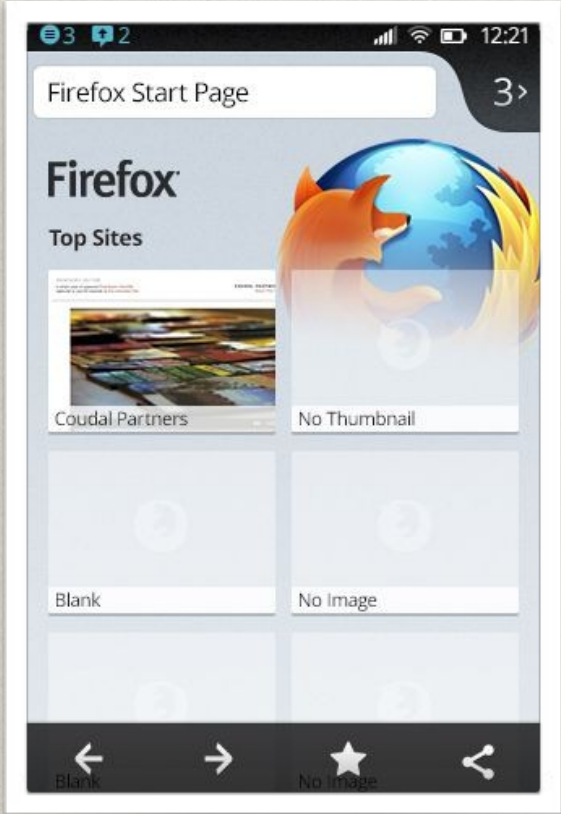 3 2 12:21
Firefox Start Page 3
Firefox
Top Sites
Coudal Partners No Thumbnail
Blank No Image
Blank No Image